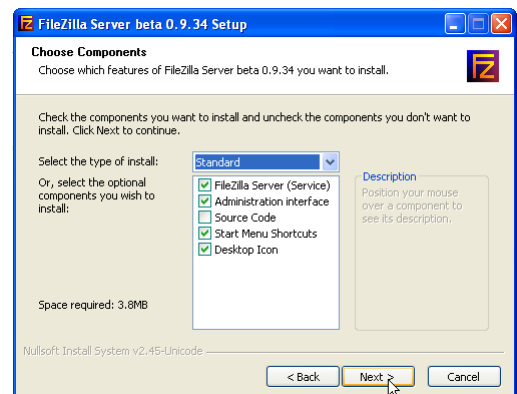 FileZilla Server beta 0.9.34 Setup
Choose Components
Choose which features of FileZilla Server beta 0.9.34 you want to install.
Check the components you want to install and uncheck the components you don't want to
install. Click Next to continue.
Select the type of install:
Standard
Or, select the optional
components you wish to
install:
FileZilla Server (Service)
Administration interface
Source Code
Start Menu Shortcuts
Desktop Icon
Description
Position your mouse
over a component to
see its description.
Space required: 3.8MB
Nullsoft Install System v2.45-Unicode
< Back
Next >
Cancel